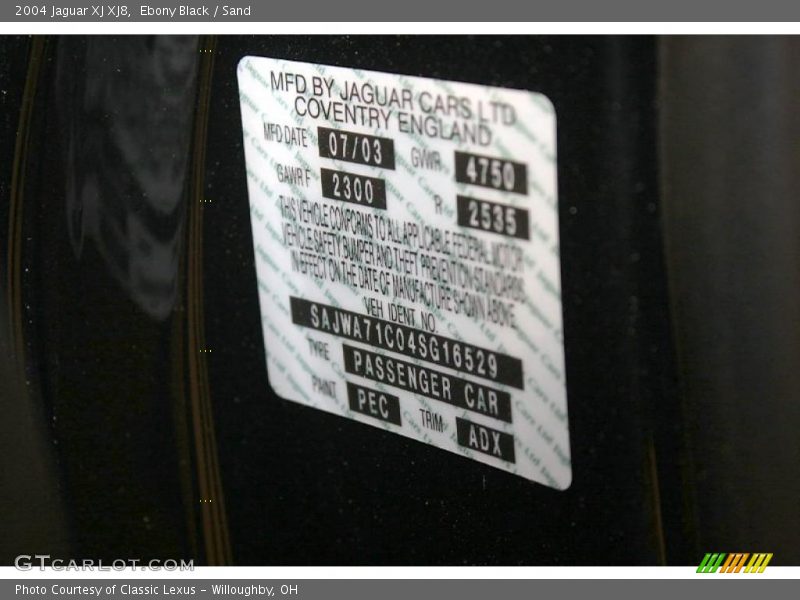 2004 Jaguar XJ XJ8, Ebony Black / Sand
MFD BY JAGUAR CARS LTD
COVENTRY ENGLAND
MFD DATE 07/03 GWR 4750
GAWR F 2300 R 2535
THIS VEHICLE CONFORMS TO ALL APPLICABLE FEDERAL MOTOR
VEHICLE SAFETY BUMPER AND THEFT PREVENTION STANDARDS
IN EFFECT ON THE DATE OF MANUFACTURE SHOWN ABOVE
VEH IDENT NO.
SAJWA71C04SG16529
TYPE PASSENGER CAR
PAINT PEC TRIM ADX
GTCARLOT.COM
Photo Courtesy of Classic Lexus - Willoughby, OH